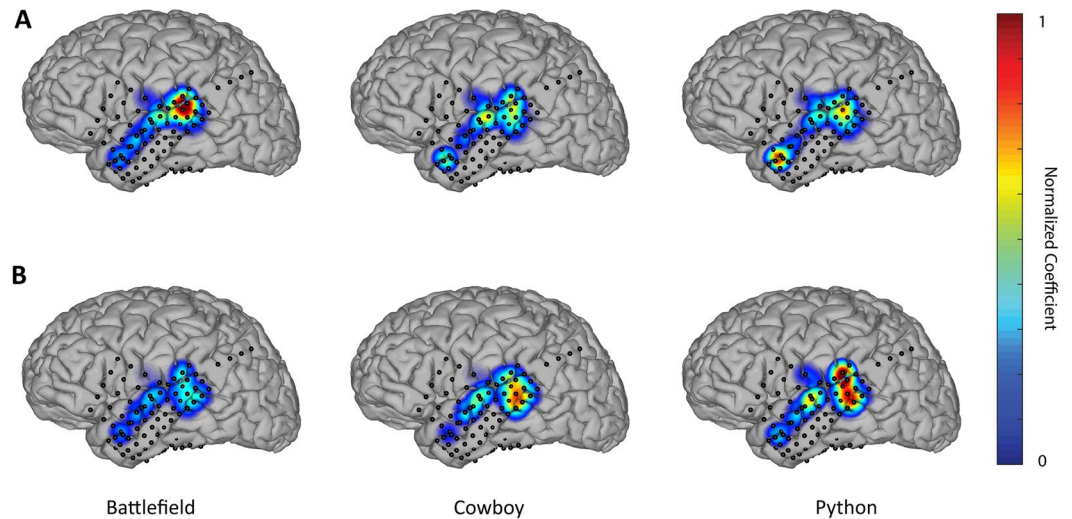 A
1
Normalized Coefficient
B
0
Battlefield
Cowboy
Python